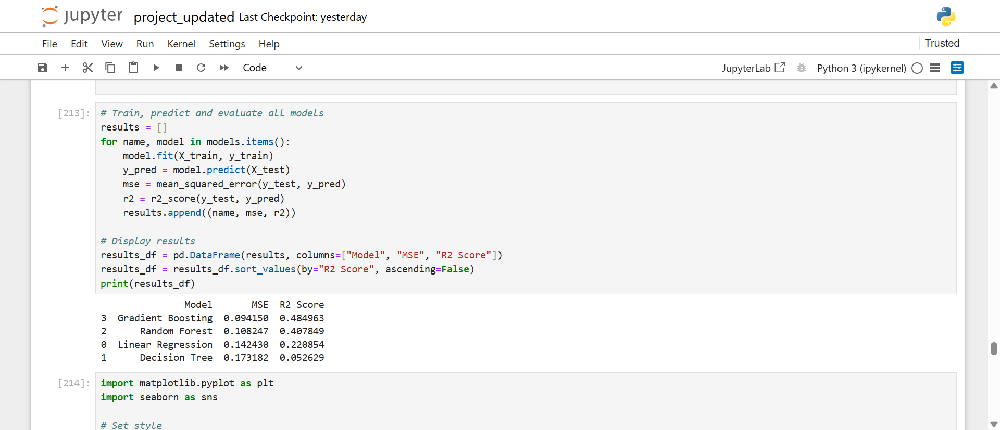 jupyter project_updated Last Checkpoint: yesterday
File Edit View Run Kernel Settings Help Trusted
Code JupyterLab Python 3 (ipykernel)
[213]: # Train, predict and evaluate all models
results = []
for name, model in models.items():
    model.fit(X_train, y_train)
    y_pred = model.predict(X_test)
    mse = mean_squared_error(y_test, y_pred)
    r2 = r2_score(y_test, y_pred)
    results.append((name, mse, r2))
# Display results
results_df = pd.DataFrame(results, columns=["Model", "MSE", "R2 Score"])
results_df = results_df.sort_values(by="R2 Score", ascending=False)
print(results_df)
Model MSE R2 Score
3 Gradient Boosting 0.094150 0.484963
2 Random Forest 0.108247 0.407849
0 Linear Regression 0.142430 0.220854
1 Decision Tree 0.173182 0.052629
[214]: import matplotlib.pyplot as plt
import seaborn as sns
# Set style